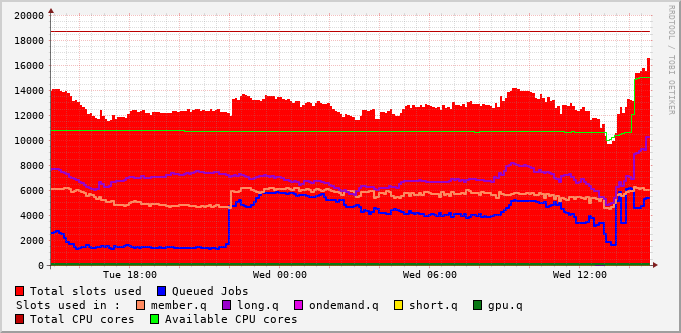 20000
18000
16000
14000
12000
10000
8000
6000
4000
2000
0
Tue 18:00 Wed 00:00 Wed 06:00 Wed 12:00
Total slots used Queued Jobs
Slots used in : member.q long.q ondemand.q short.q gpu.q
Total CPU cores Available CPU cores
RRDTOOL / TOBI OETIKER